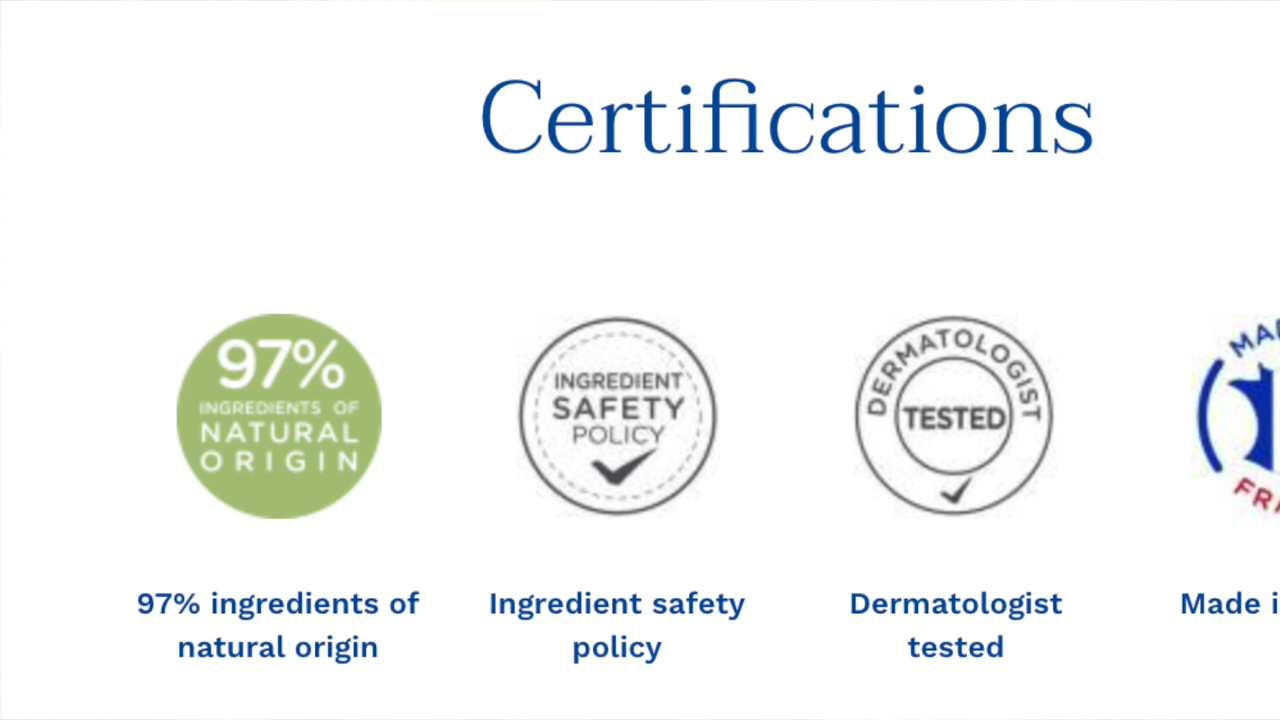 Certifications
97%
INGREDIENTS OF
NATURAL
ORIGIN
INGREDIENT
SAFETY
POLICY
DERMATOLOGIST
TESTED
97% ingredients of
natural origin
Ingredient safety
policy
Dermatologist
tested
Made